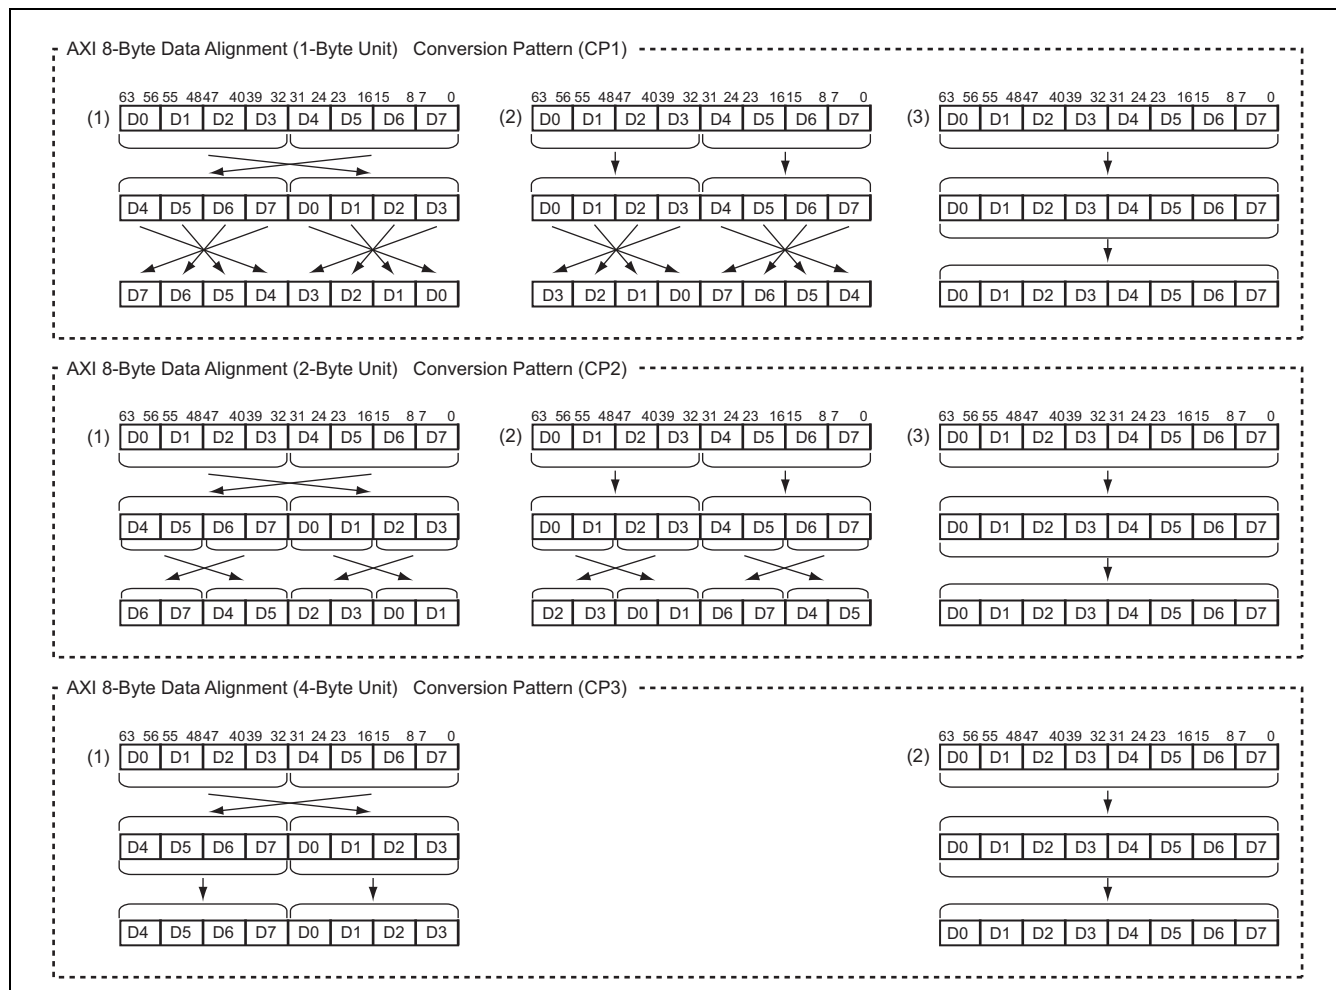 AXI 8-Byte Data Alignment (1-Byte Unit) Conversion Pattern (CP1)
63 56 55 48 47 40 39 32 31 24 23 16 15 8 7 0 63 56 55 48 47 40 39 32 31 24 23 16 15 8 7 0 63 56 55 48 47 40 39 32 31 24 23 16 15 8 7 0
(1) D0 D1 D2 D3 D4 D5 D6 D7 (2) D0 D1 D2 D3 D4 D5 D6 D7 (3) D0 D1 D2 D3 D4 D5 D6 D7
D4 D5 D6 D7 D0 D1 D2 D3 D0 D1 D2 D3 D4 D5 D6 D7 D0 D1 D2 D3 D4 D5 D6 D7
D7 D6 D5 D4 D3 D2 D1 D0 D3 D2 D1 D0 D7 D6 D5 D4 D0 D1 D2 D3 D4 D5 D6 D7
AXI 8-Byte Data Alignment (2-Byte Unit) Conversion Pattern (CP2)
63 56 55 48 47 40 39 32 31 24 23 16 15 8 7 0 63 56 55 48 47 40 39 32 31 24 23 16 15 8 7 0 63 56 55 48 47 40 39 32 31 24 23 16 15 8 7 0
(1) D0 D1 D2 D3 D4 D5 D6 D7 (2) D0 D1 D2 D3 D4 D5 D6 D7 (3) D0 D1 D2 D3 D4 D5 D6 D7
D4 D5 D6 D7 D0 D1 D2 D3 D0 D1 D2 D3 D4 D5 D6 D7 D0 D1 D2 D3 D4 D5 D6 D7
D6 D7 D4 D5 D2 D3 D0 D1 D2 D3 D0 D1 D6 D7 D4 D5 D0 D1 D2 D3 D4 D5 D6 D7
AXI 8-Byte Data Alignment (4-Byte Unit) Conversion Pattern (CP3)
63 56 55 48 47 40 39 32 31 24 23 16 15 8 7 0 63 56 55 48 47 40 39 32 31 24 23 16 15 8 7 0
(1) D0 D1 D2 D3 D4 D5 D6 D7 (2) D0 D1 D2 D3 D4 D5 D6 D7
D4 D5 D6 D7 D0 D1 D2 D3 D0 D1 D2 D3 D4 D5 D6 D7
D4 D5 D6 D7 D0 D1 D2 D3 D0 D1 D2 D3 D4 D5 D6 D7